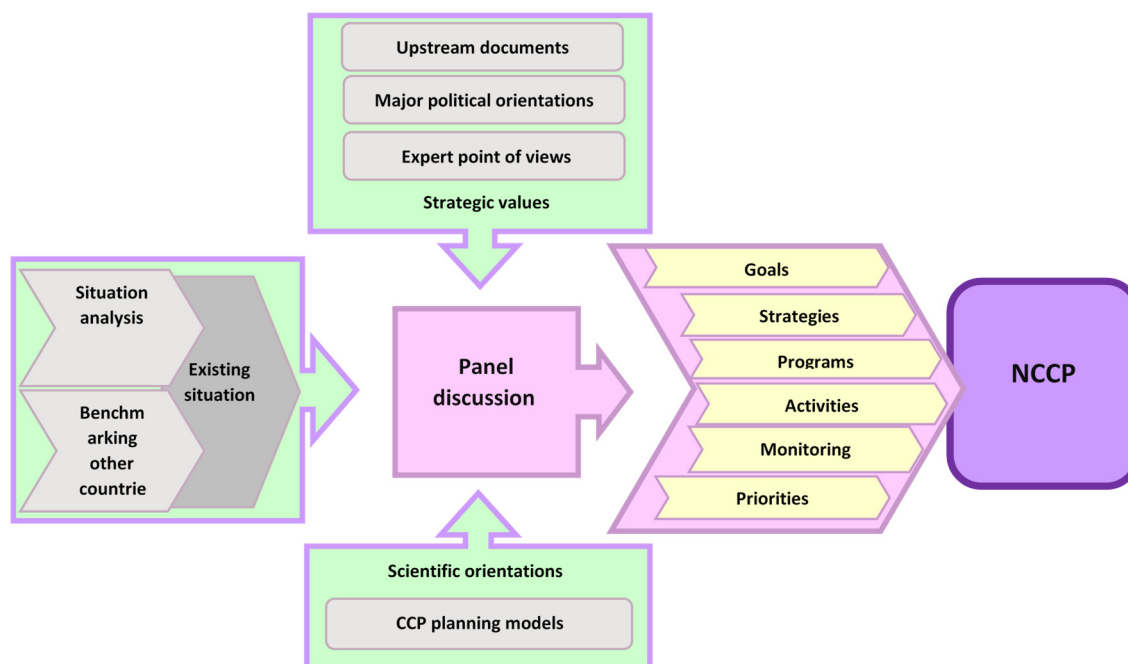 Upstream documents
Major political orientations
Expert point of views
Strategic values
Situation
analysis
Existing
situation
Benchm
arking
other
countrie
Panel
discussion
Goals
Strategies
Programs
Activities
Monitoring
Priorities
NCCP
Scientific orientations
CCP planning models